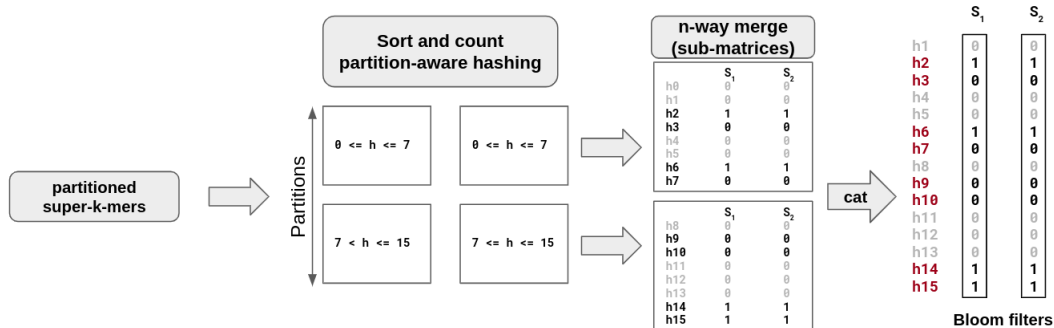 partitioned
super-k-mers
Partitions
Sort and count
partition-aware hashing
0 <= h <= 7
0 <= h <= 7
7 < h <= 15
7 <= h <= 15
n-way merge
(sub-matrices)
S1 S2
h0 0 0
h1 0 0
h2 1 1
h3 0 0
h4 0 0
h5 0 0
h6 1 1
h7 0 0
S1 S2
h8 0 0
h9 0 0
h10 0 0
h11 0 0
h12 0 0
h13 0 0
h14 1 1
h15 1 1
cat
S1 S2
h1 0 0
h2 1 1
h3 0 0
h4 0 0
h5 0 0
h6 1 1
h7 0 0
h8 0 0
h9 0 0
h10 0 0
h11 0 0
h12 0 0
h13 0 0
h14 1 1
h15 1 1
Bloom filters